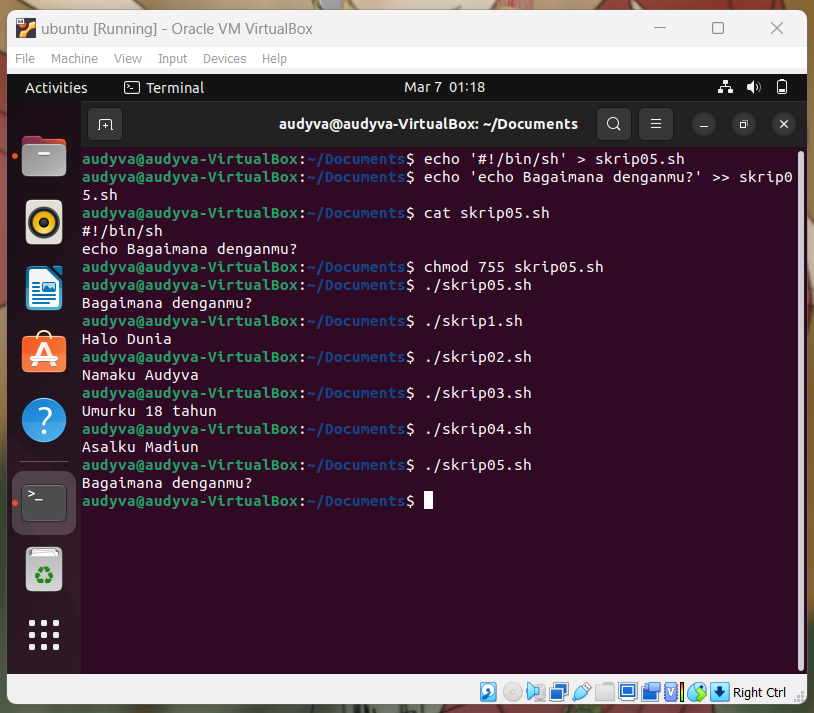 ubuntu [Running] - Oracle VM VirtualBox
File Machine View Input Devices Help
Activities Terminal Mar 7 01:18
audyva@audyva-VirtualBox: ~/Documents
audyva@audyva-VirtualBox:~/Documents$ echo '#!/bin/sh' > skrip05.sh
audyva@audyva-VirtualBox:~/Documents$ echo 'echo Bagaimana denganmu?' >> skrip0
5.sh
audyva@audyva-VirtualBox:~/Documents$ cat skrip05.sh
#!/bin/sh
echo Bagaimana denganmu?
audyva@audyva-VirtualBox:~/Documents$ chmod 755 skrip05.sh
audyva@audyva-VirtualBox:~/Documents$ ./skrip05.sh
Bagaimana denganmu?
audyva@audyva-VirtualBox:~/Documents$ ./skrip1.sh
Halo Dunia
audyva@audyva-VirtualBox:~/Documents$ ./skrip02.sh
Namaku Audyva
audyva@audyva-VirtualBox:~/Documents$ ./skrip03.sh
Umurku 18 tahun
audyva@audyva-VirtualBox:~/Documents$ ./skrip04.sh
Asalku Madiun
audyva@audyva-VirtualBox:~/Documents$ ./skrip05.sh
Bagaimana denganmu?
audyva@audyva-VirtualBox:~/Documents$
Right Ctrl